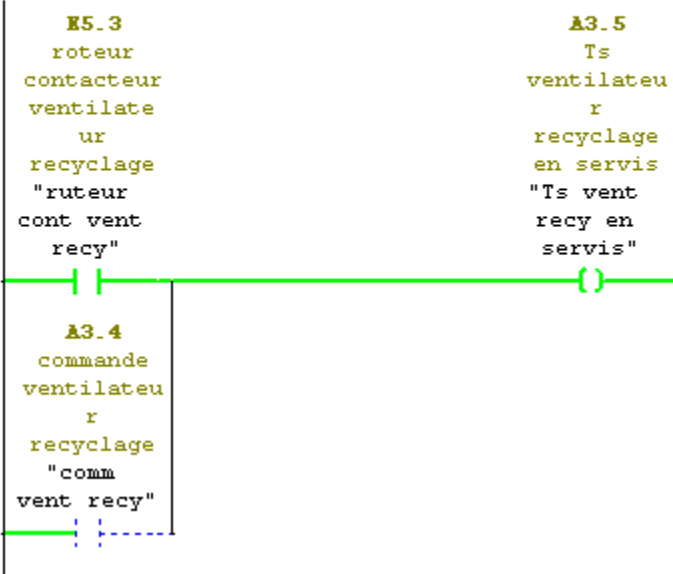 E5.3
roteur
contacteur
ventilate
ur
recyclage
"ruteur
cont vent
recy"
A3.5
Ts
ventilateu
r
recyclage
en servis
"Ts vent
recy en
servis"
A3.4
commande
ventilateu
r
recyclage
"comm
vent recy"